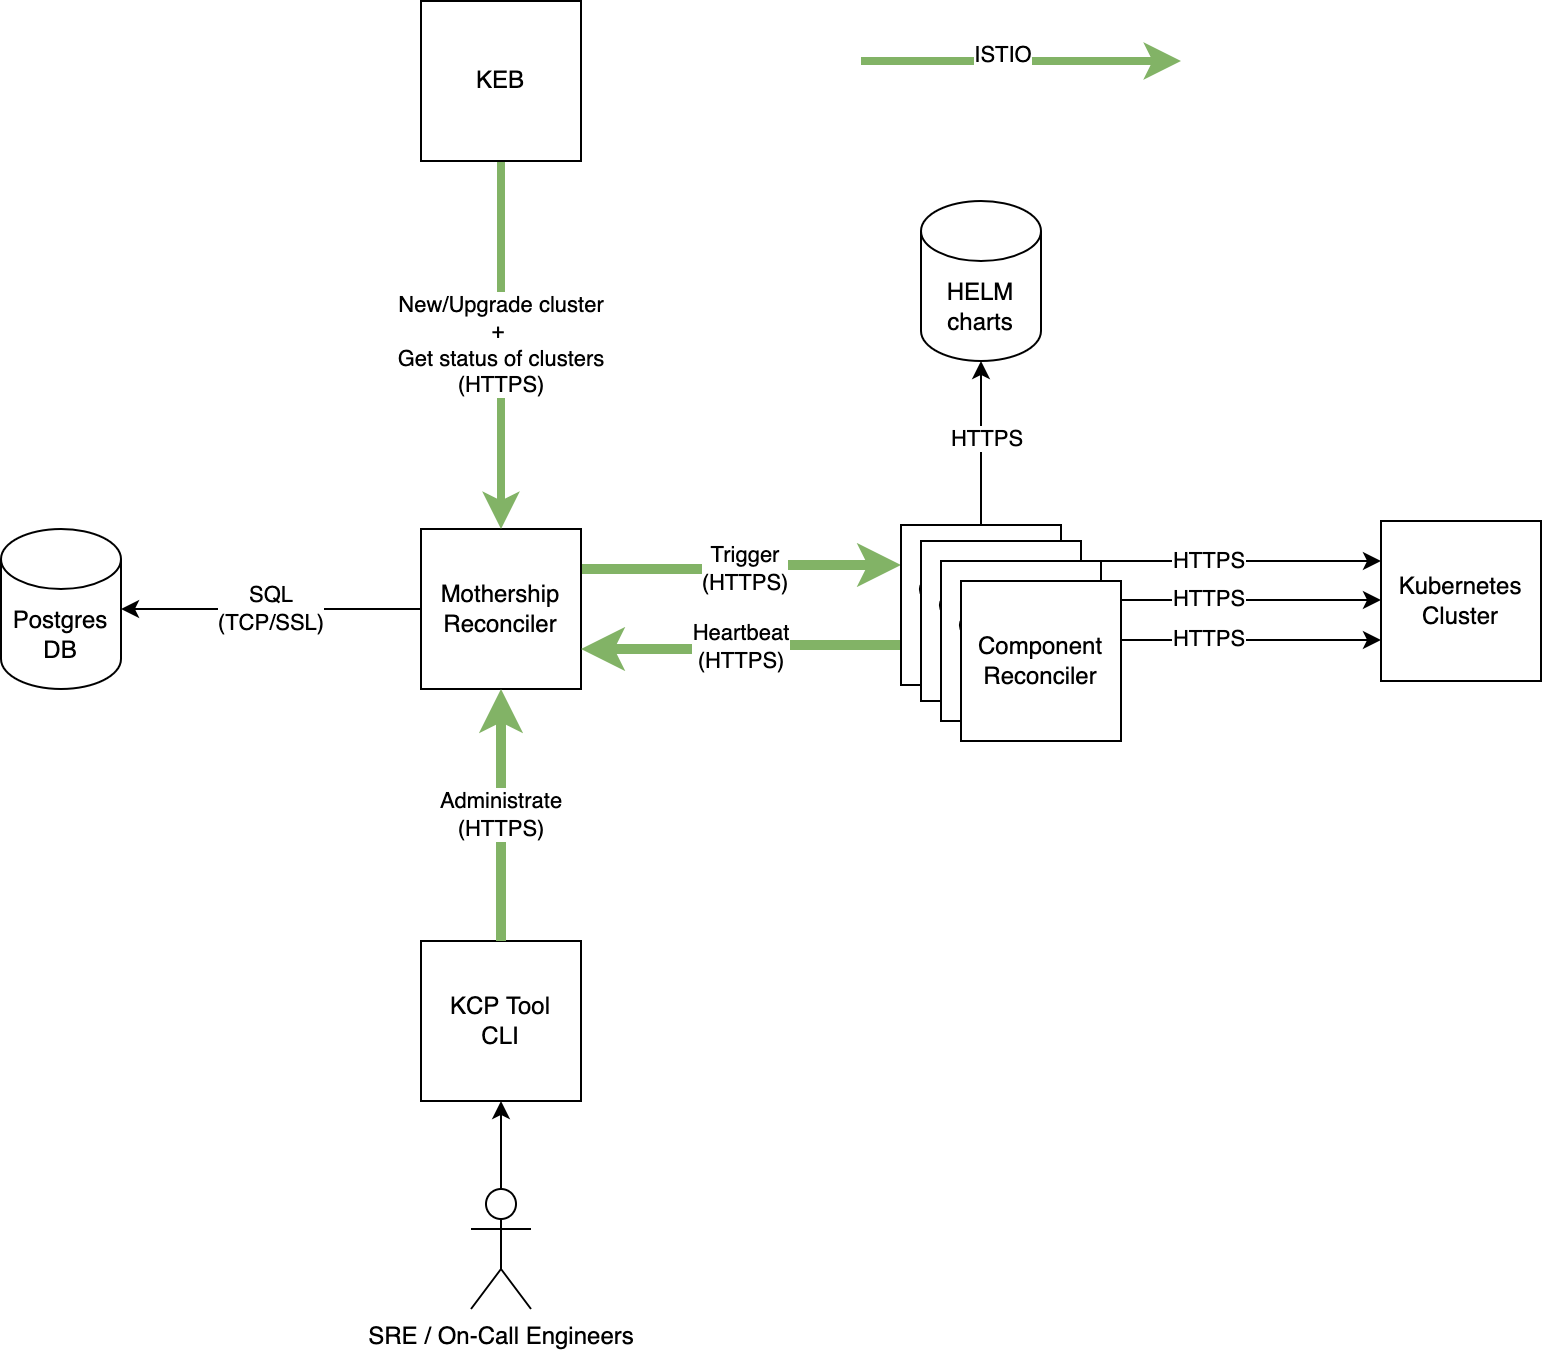 KEB
ISTIO
New/Upgrade cluster
+
Get status of clusters
(HTTPS)
HELM
charts
HTTPS
Postgres
DB
SQL
(TCP/SSL)
Mothership
Reconciler
Trigger
(HTTPS)
Heartbeat
(HTTPS)
Component
Reconciler
HTTPS
HTTPS
HTTPS
Kubernetes
Cluster
Administrate
(HTTPS)
KCP Tool
CLI
SRE / On-Call Engineers